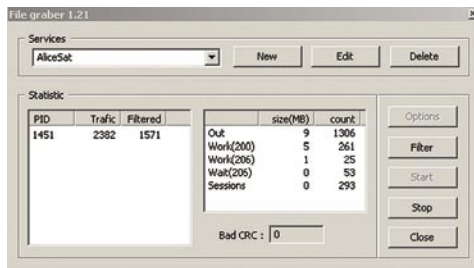 File graber 1.21
Services
AliceSat
New
Edit
Delete
Statistic
PID Trafic Filtered
1451 2382 1571
size(MB) count
Out 9 1306
Work(200) 5 261
Work(206) 1 25
Wait(206) 0 53
Sessions 0 293
Bad CRC : 0
Options
Filter
Start
Stop
Close